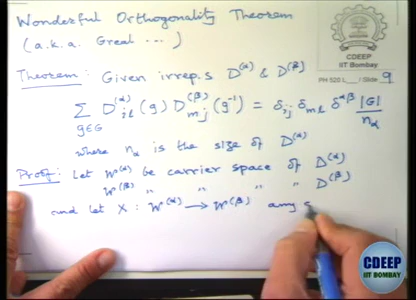 Wonderful Orthogonality Theorem
(a.k.a. Great ...)
CDEEP
IIT Bombay
PH 520 L___ / Slide 9
Theorem: Given irreps D^(α) & D^(β)
∑_{g∈G} D^(α)_{il} (g) D^(β)_{mj} (g⁻¹) = δ_{ij} δ_{ml} δ^{αβ} |G|/n_α
where n_α is the size of D^(α)
Proof: Let W^(α) be carrier space of D^(α)
W^(β) " " " " D^(β)
and let X : W^(α) → W^(β) any
CDEEP
IIT BOMBAY